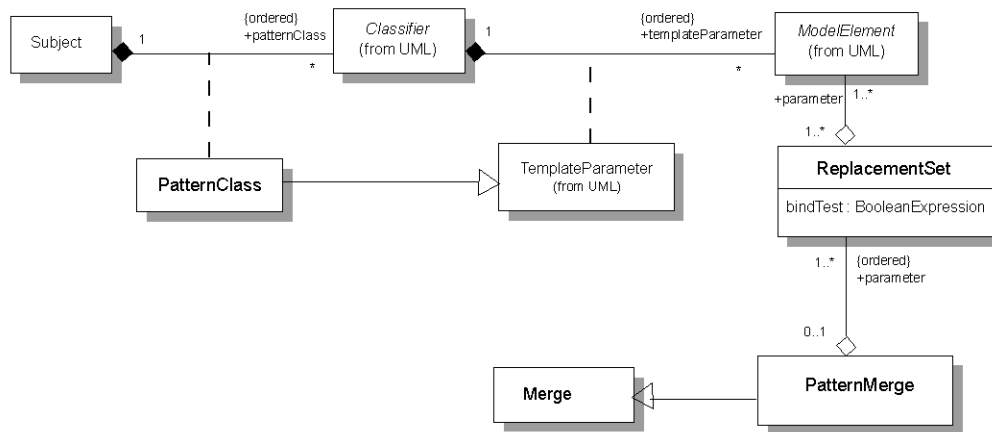 Subject
1
{ordered}
+patternClass
*
Classifier
(from UML)
1
{ordered}
+templateParameter
*
ModelElement
(from UML)
+parameter
1..*
1..*
PatternClass
TemplateParameter
(from UML)
ReplacementSet
bindTest : BooleanExpression
1..*
{ordered}
+parameter
0..1
Merge
PatternMerge